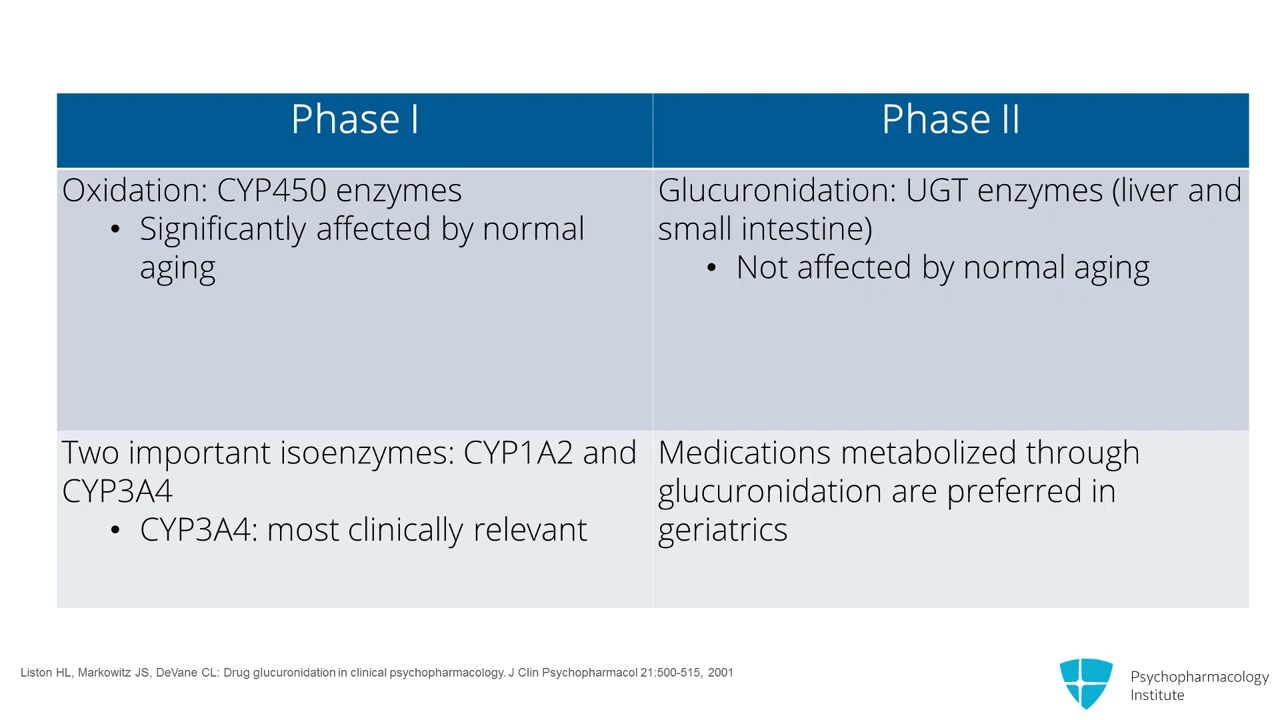 Phase I
Phase II
Oxidation: CYP450 enzymes
• Significantly affected by normal
aging
Glucuronidation: UGT enzymes (liver and
small intestine)
• Not affected by normal aging
Two important isoenzymes: CYP1A2 and
CYP3A4
• CYP3A4: most clinically relevant
Medications metabolized through
glucuronidation are preferred in
geriatrics
Liston HL, Markowitz JS, DeVane CL: Drug glucuronidation in clinical psychopharmacology. J Clin Psychopharmacol 21:500-515, 2001
Psychopharmacology
Institute